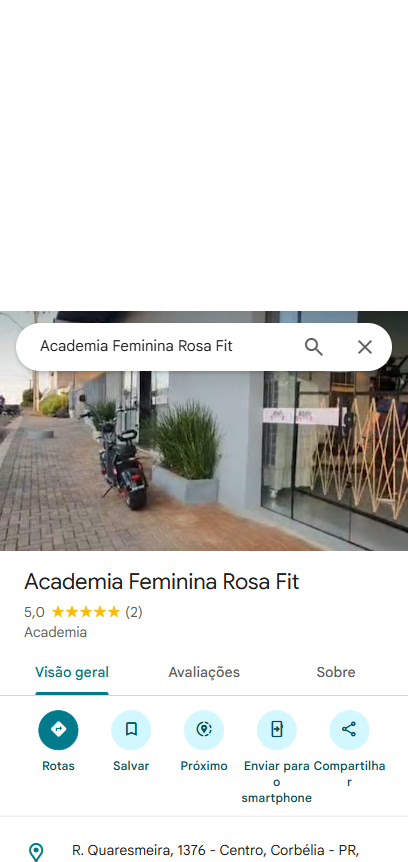 Academia Feminina Rosa Fit
Academia Feminina Rosa Fit
5,0 (2)
Academia
Visão geral
Avaliações
Sobre
Rotas
Salvar
Próximo
Enviar para
o
smartphone
Compartilha
r
R. Quaresmeira, 1376 - Centro, Corbélia - PR,